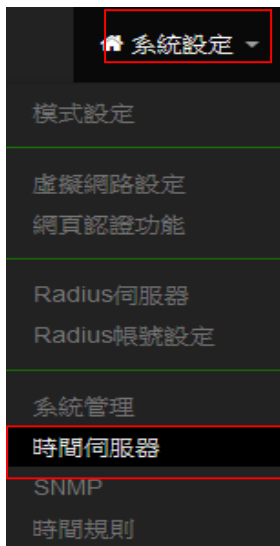 系統設定
模式設定
虛擬網路設定
網頁認證功能
Radius伺服器
Radius帳號設定
系統管理
時間伺服器
SNMP
時間規則